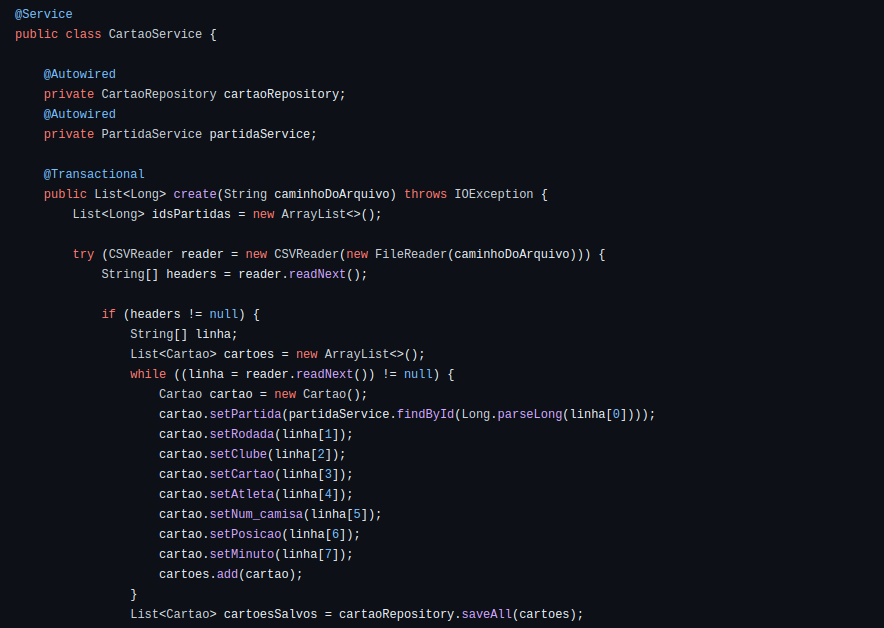 @Service
public class CartaoService {
@Autowired
private CartaoRepository cartaoRepository;
@Autowired
private PartidaService partidaService;
@Transactional
public List<Long> create(String caminhoDoArquivo) throws IOException {
List<Long> idsPartidas = new ArrayList<>();
try (CSVReader reader = new CSVReader(new FileReader(caminhoDoArquivo))) {
String[] headers = reader.readNext();
if (headers != null) {
String[] linha;
List<Cartao> cartoes = new ArrayList<>();
while ((linha = reader.readNext()) != null) {
Cartao cartao = new Cartao();
cartao.setPartida(partidaService.findById(Long.parseLong(linha[0])));
cartao.setRodada(linha[1]);
cartao.setClube(linha[2]);
cartao.setCartao(linha[3]);
cartao.setAtleta(linha[4]);
cartao.setNum_camisa(linha[5]);
cartao.setPosicao(linha[6]);
cartao.setMinuto(linha[7]);
cartoes.add(cartao);
}
List<Cartao> cartoesSalvos = cartaoRepository.saveAll(cartoes);